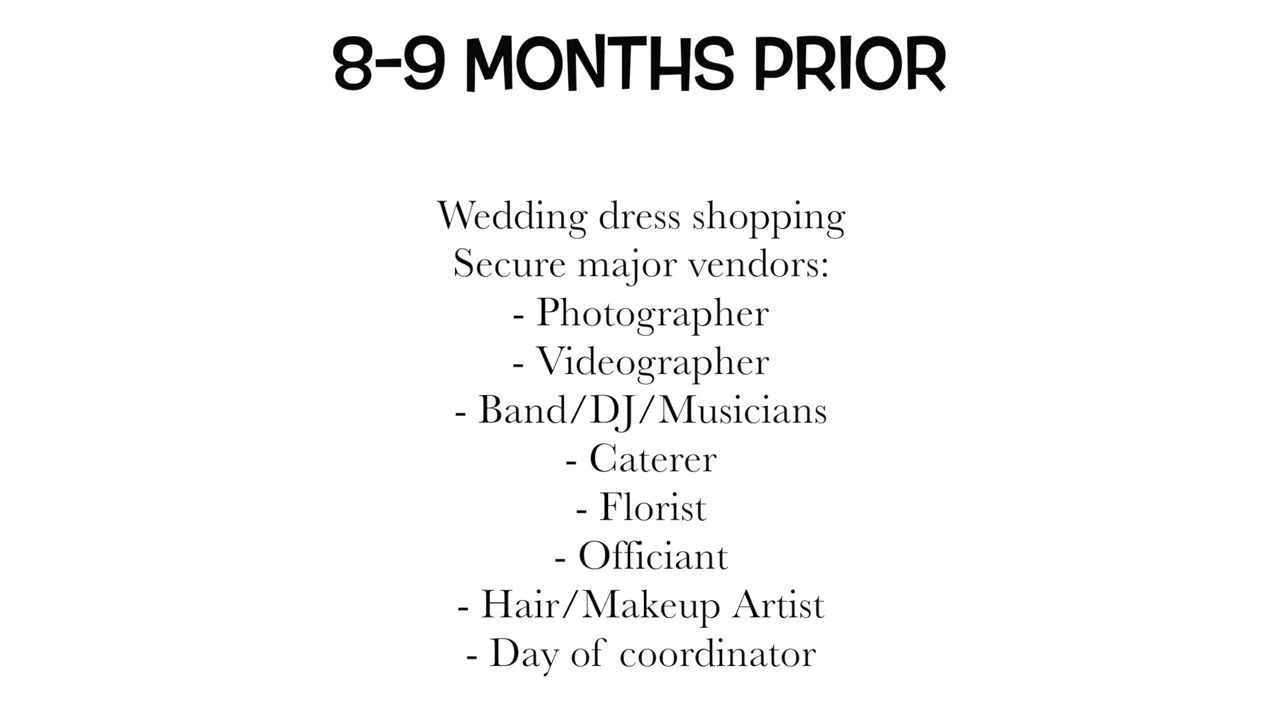 8-9 MONTHS PRIOR
Wedding dress shopping
Secure major vendors:
- Photographer
- Videographer
- Band/DJ/Musicians
- Caterer
- Florist
- Officiant
- Hair/Makeup Artist
- Day of coordinator